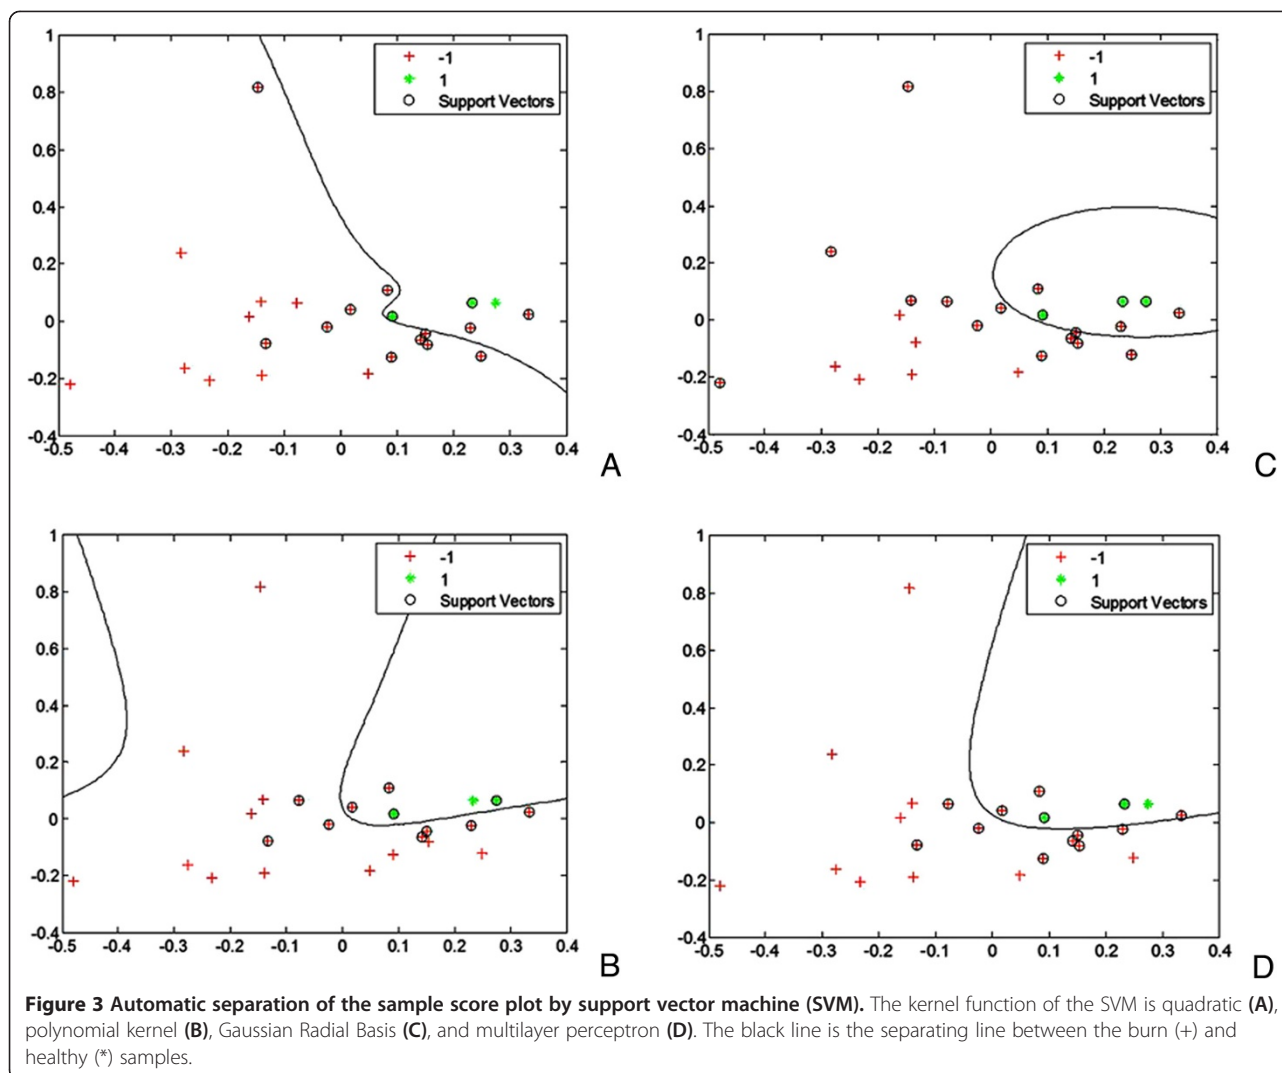 1
0.8
0.6
0.4
0.2
0
-0.2
-0.4
-0.5 -0.4 -0.3 -0.2 -0.1 0 0.1 0.2 0.3 0.4
-1
1
Support Vectors
A
1
0.8
0.6
0.4
0.2
0
-0.2
-0.4
-0.5 -0.4 -0.3 -0.2 -0.1 0 0.1 0.2 0.3 0.4
-1
1
Support Vectors
C
1
0.8
0.6
0.4
0.2
0
-0.2
-0.4
-0.5 -0.4 -0.3 -0.2 -0.1 0 0.1 0.2 0.3 0.4
-1
1
Support Vectors
B
1
0.8
0.6
0.4
0.2
0
-0.2
-0.4
-0.5 -0.4 -0.3 -0.2 -0.1 0 0.1 0.2 0.3 0.4
-1
1
Support Vectors
D
Figure 3 Automatic separation of the sample score plot by support vector machine (SVM). The kernel function of the SVM is quadratic (A),
polynomial kernel (B), Gaussian Radial Basis (C), and multilayer perceptron (D). The black line is the separating line between the burn (+) and
healthy (*) samples.